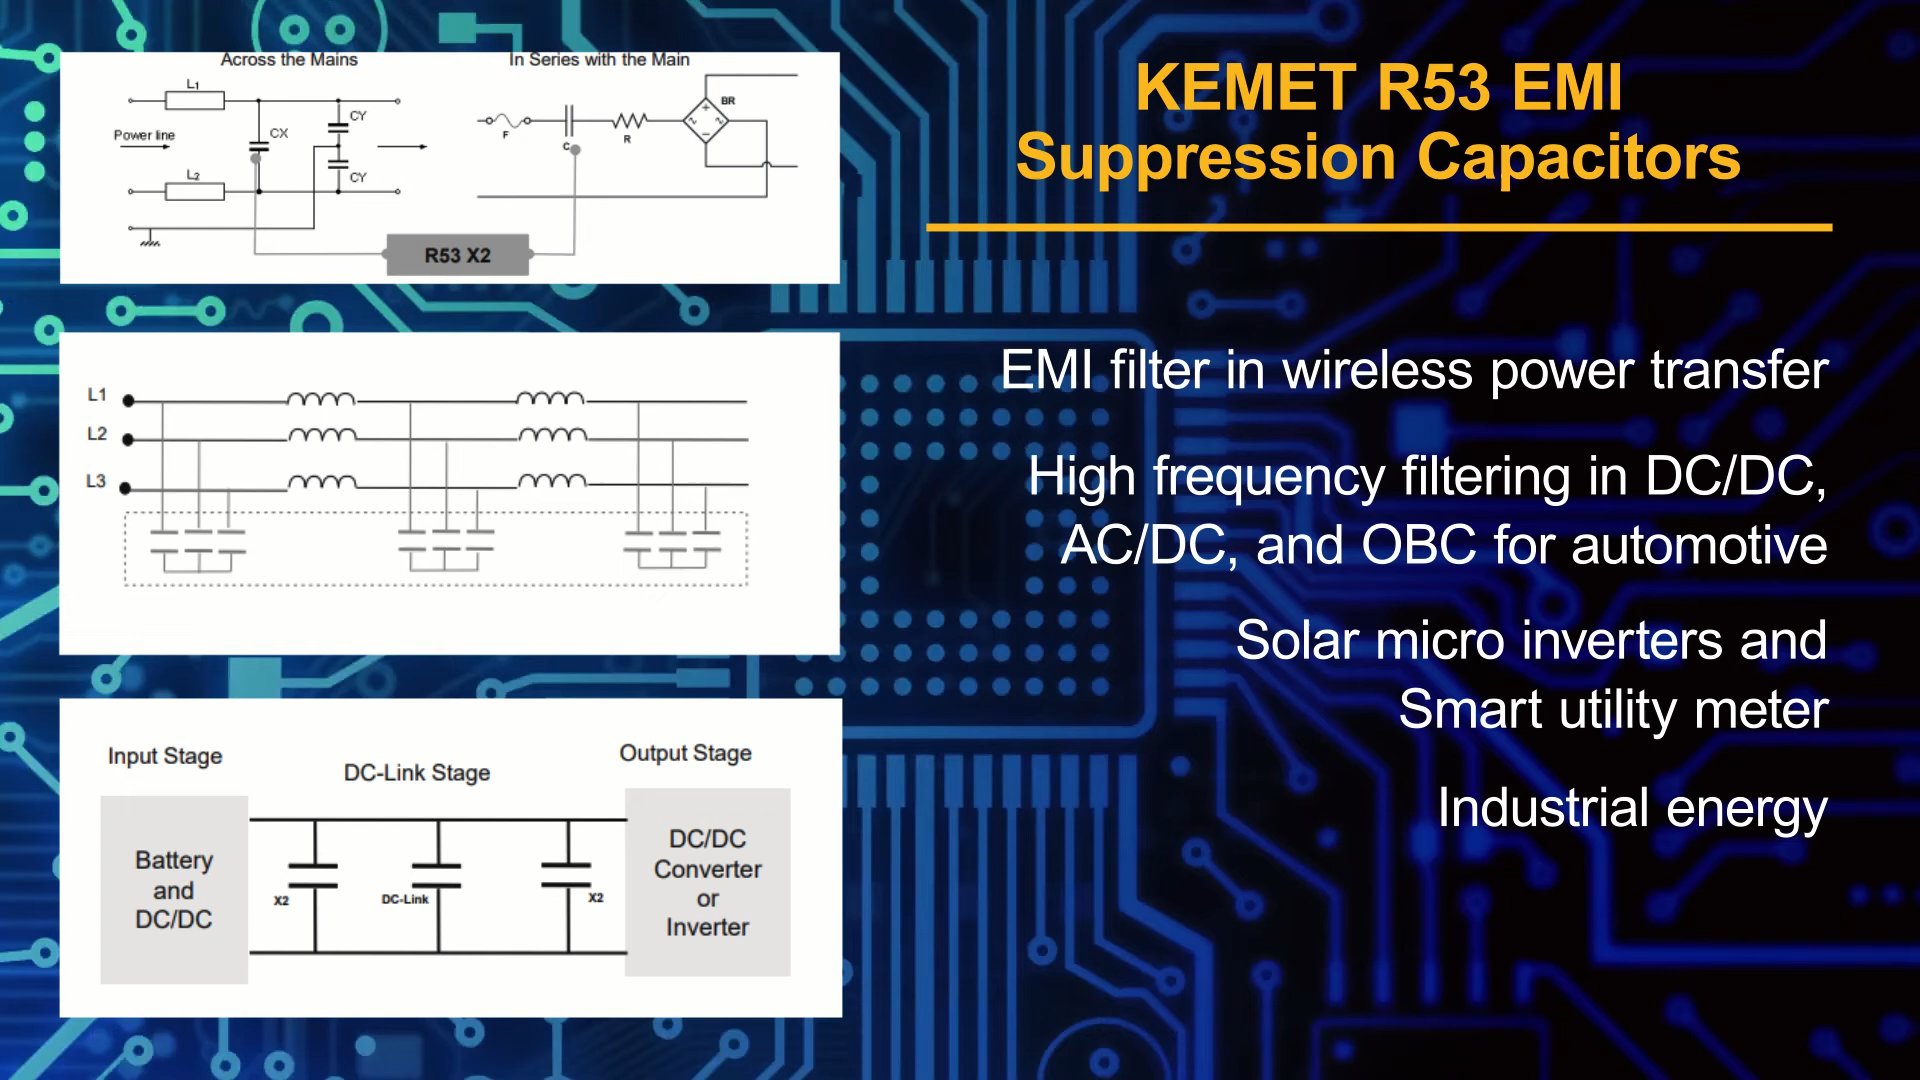 Across the Mains
In Series with the Main
L1
CY
BR
Power line
CX
F
C
R
L2
CY
R53 X2
L1
L2
L3
Input Stage
DC-Link Stage
Output Stage
Battery
and
DC/DC
X2
DC-Link
X2
DC/DC
Converter
or
Inverter
KEMET R53 EMI
Suppression Capacitors
EMI filter in wireless power transfer
High frequency filtering in DC/DC,
AC/DC, and OBC for automotive
Solar micro inverters and
Smart utility meter
Industrial energy